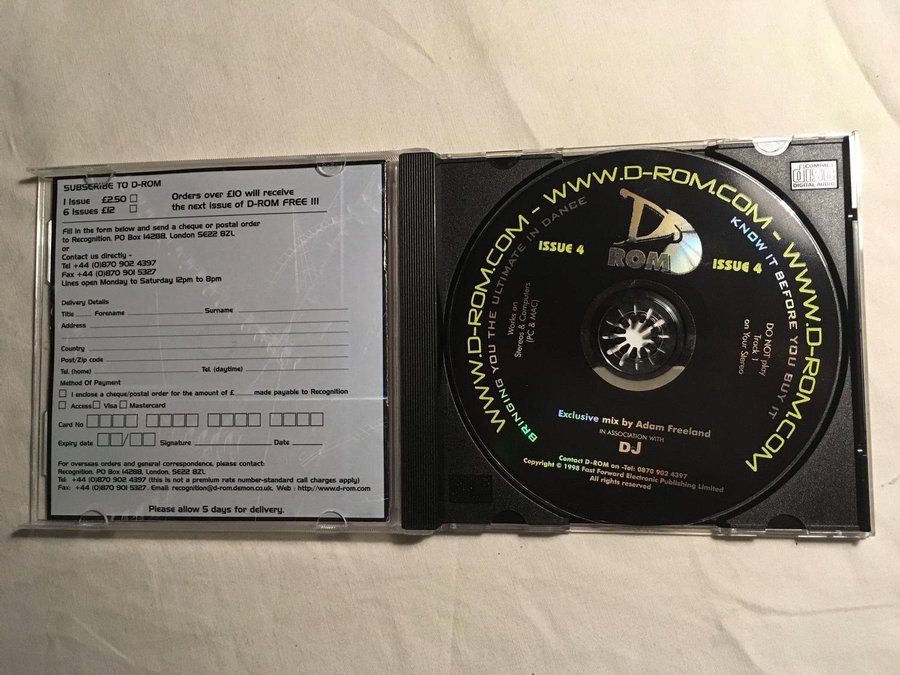 SUBSCRIBE TO D-ROM
1 Issue £2.50
6 Issues £12
Orders over £10 will receive
the next issue of D-ROM FREE !!!
Fill in the form below and send a cheque or postal order
to Recognition, PO Box 14288, London SE22 8ZL
or
Contact us directly -
Tel +44 (0)870 902 4397
Fax +44 (0)870 901 5327
Lines open Monday to Saturday 12pm to 8pm
Delivery Details
Title Forename Surname
Address
Country
Post/Zip code
Tel. (home) Tel. (daytime)
Method Of Payment
I enclose a cheque/postal order for the amount of £ made payable to Recognition
Access Visa Mastercard
Card No
Expiry date / Signature Date
For overseas orders and general correspondence, please contact:
Recognition, PO Box 14288, London, SE22 8ZL
Tel: +44 (0)870 902 4397 (this is not a premium rate number-standard call charges apply)
Fax: +44 (0)870 901 5327. Email: recognition@d-rom.demon.co.uk. Web : http://www.d-rom.com
Please allow 5 days for delivery.
WWW.D-ROM.COM - WWW.D-ROM.COM - WWW.D-ROM.COM
BRINGING YOU THE ULTIMATE IN DANCE
KNOW IT BEFORE YOU BUY IT
DJ
ROM
ISSUE 4
ISSUE 4
Works on
Stereos & Computers
(PC & MAC)
DO NOT play
Track 1
on Your Stereo
Exclusive mix by Adam Freeland
IN ASSOCIATION WITH
DJ
Contact D-ROM on -Tel: 0870 902 4397
Copyright © 1998 Fast Forward Electronic Publishing Limited
All rights reserved
COMPACT
disc
DIGITAL AUDIO